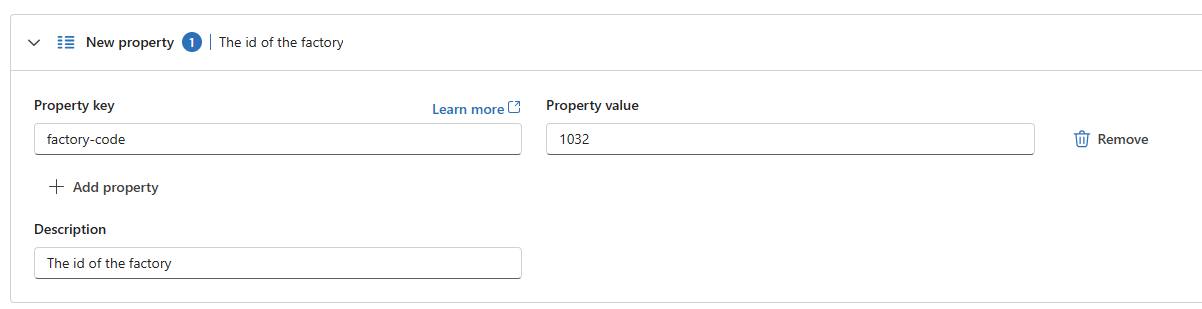 New property 1 | The id of the factory
Property key
Learn more
Property value
factory-code
1032
Remove
Add property
Description
The id of the factory